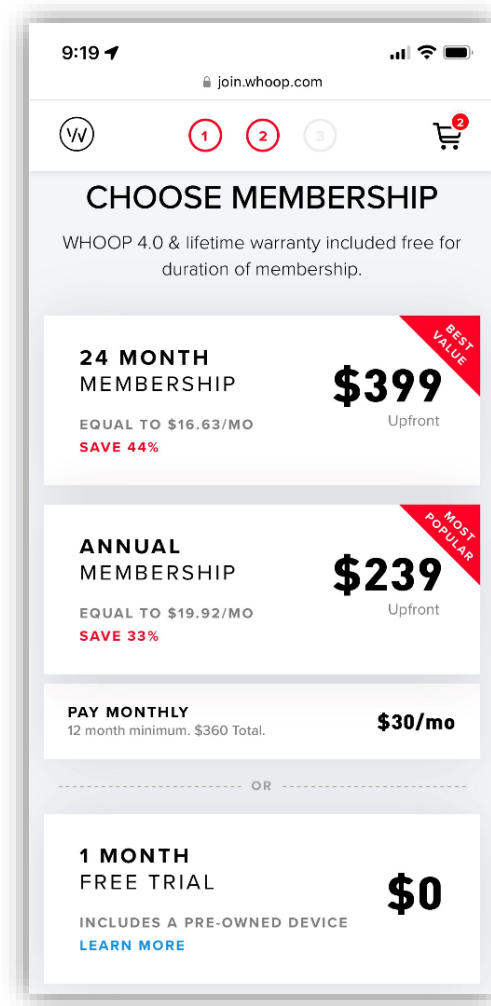 9:19
join.whoop.com
W
1 2 3
2
CHOOSE MEMBERSHIP
WHOOP 4.0 & lifetime warranty included free for
duration of membership.
BEST
VALUE
24 MONTH
MEMBERSHIP
$399
EQUAL TO $16.63/MO
Upfront
SAVE 44%
MOST
POPULAR
ANNUAL
MEMBERSHIP
$239
EQUAL TO $19.92/MO
Upfront
SAVE 33%
PAY MONTHLY
12 month minimum. $360 Total.
$30/mo
OR
1 MONTH
FREE TRIAL
$0
INCLUDES A PRE-OWNED DEVICE
LEARN MORE